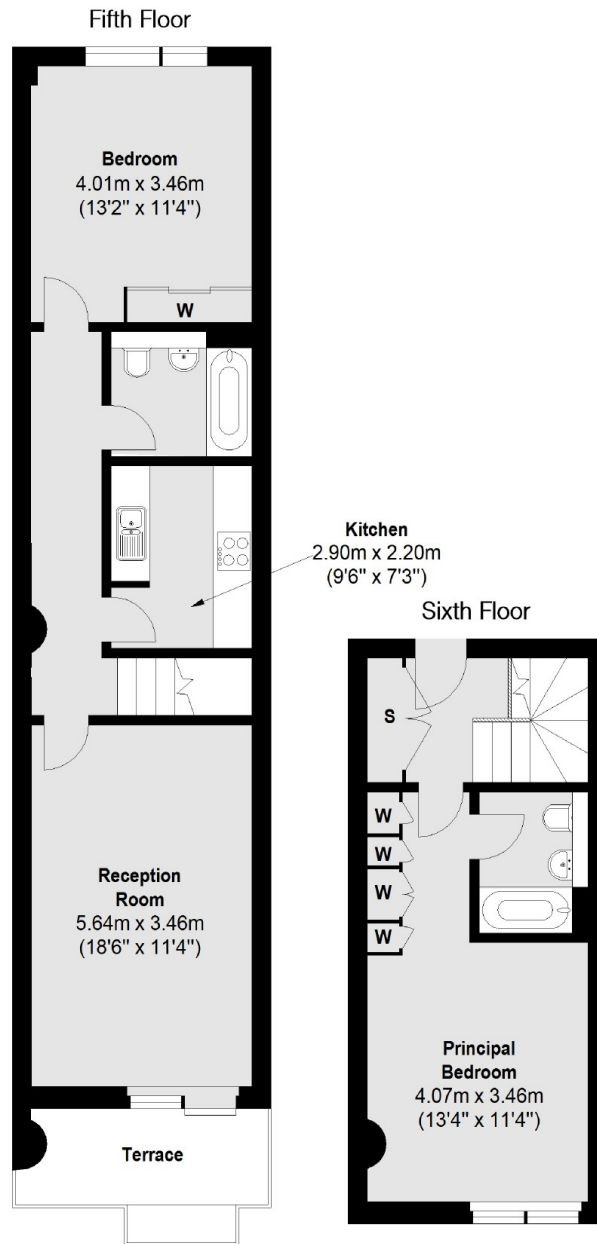 Fifth Floor
Bedroom
4.01m x 3.46m
(13'2" x 11'4")
W
Kitchen
2.90m x 2.20m
(9'6" x 7'3")
Reception
Room
5.64m x 3.46m
(18'6" x 11'4")
Terrace
Sixth Floor
S
W
W
W
W
Principal
Bedroom
4.07m x 3.46m
(13'4" x 11'4")